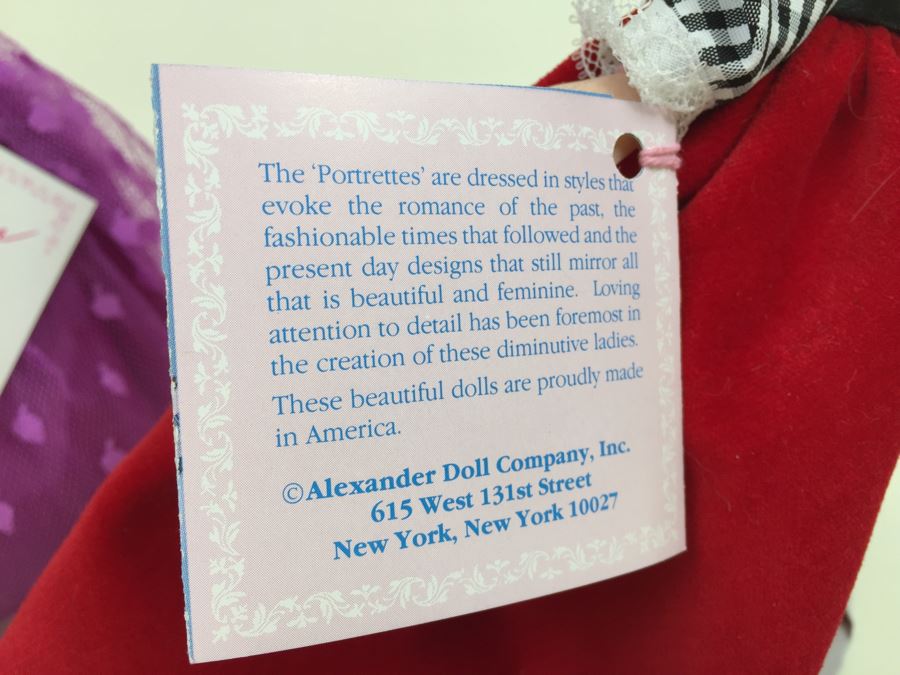 The ‘Portrettes’ are dressed in styles that
evoke the romance of the past, the
fashionable times that followed and the
present day designs that still mirror all
that is beautiful and feminine. Loving
attention to detail has been foremost in
the creation of these diminutive ladies.
These beautiful dolls are proudly made
in America.
©Alexander Doll Company, Inc.
615 West 131st Street
New York, New York 10027